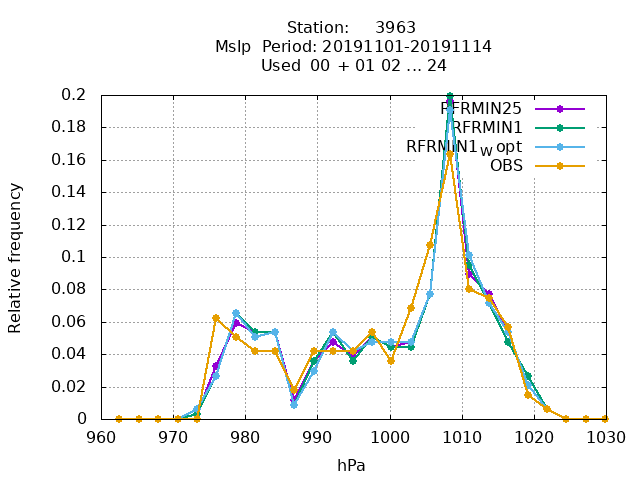 Station: 3963
Mslp Period: 20191101-20191114
Used 00 + 01 02 ... 24
RFRMIN25
RFRMIN1
RFRMIN1W opt
OBS
Relative frequency
0.2
0.18
0.16
0.14
0.12
0.1
0.08
0.06
0.04
0.02
0
960 970 980 990 1000 1010 1020 1030
hPa